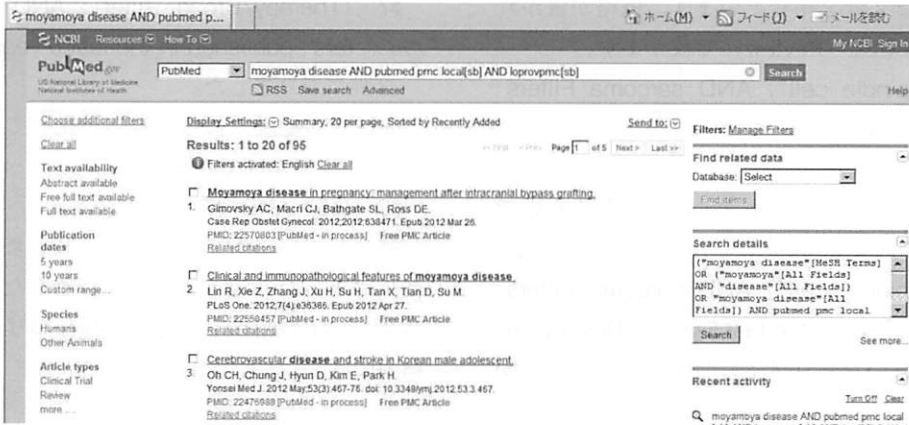 moyamoya disease AND pubmed p...
ホーム(M) フィード(J) メールを読む
NCBI Resources How To My NCBI Sign In
PubMed.gov
US National Library of Medicine
National Institutes of Health
PubMed moyamoya disease AND pubmed pmc local[sb] AND loprovpmc[sb] Search
RSS Save search Advanced Help
Choose additional filters
Clear all
Text availability
Abstract available
Free full text available
Full text available
Publication
dates
5 years
10 years
Custom range...
Species
Humans
Other Animals
Article types
Clinical Trial
Review
more ...
Display Settings: Summary, 20 per page, Sorted by Recently Added Send to:
Results: 1 to 20 of 95
<< First < Prev Page 1 of 5 Next > Last >>
Filters activated: English Clear all
Moyamoya disease in pregnancy: management after intracranial bypass grafting.
1. Gimovsky AC, Macri CJ, Bathgate SL, Ross DE.
Case Rep Obstet Gynecol. 2012;2012:638471. Epub 2012 Mar 26.
PMID: 22570803 [PubMed - in process] Free PMC Article
Related citations
Clinical and immunopathological features of moyamoya disease.
2. Lin R, Xie Z, Zhang J, Xu H, Su H, Tan X, Tian D, Su M.
PLoS One. 2012;7(4):e36386. Epub 2012 Apr 27.
PMID: 22558457 [PubMed - in process] Free PMC Article
Related citations
Cerebrovascular disease and stroke in Korean male adolescent.
3. Oh CH, Chung J, Hyun D, Kim E, Park H.
Yonsei Med J. 2012 May;53(3):467-76. doi: 10.3349/ymj.2012.53.3.467.
PMID: 22476988 [PubMed - in process] Free PMC Article
Related citations
Filters: Manage Filters
Find related data
Database: Select
Find items
Search details
("moyamoya disease"[MeSH Terms]
OR ("moyamoya"[All Fields]
AND "disease"[All Fields])
OR "moyamoya disease"[All
Fields]) AND pubmed pmc local
Search See more...
Recent activity
Turn Off Clear
moyamoya disease AND pubmed pmc local